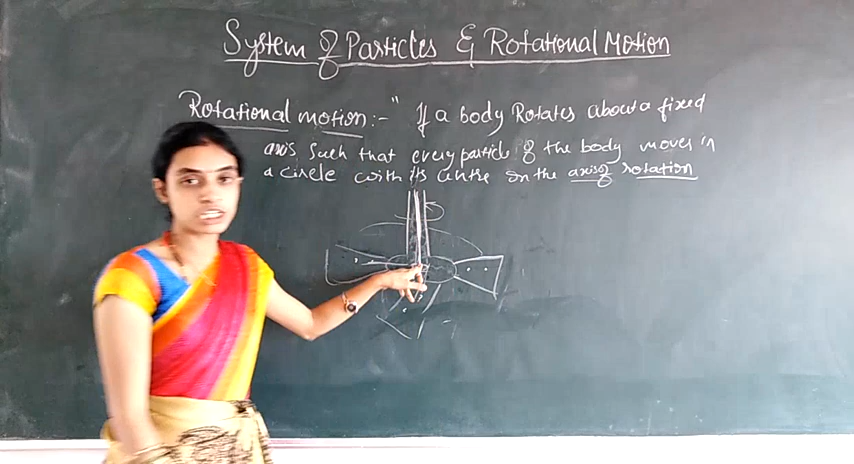 System of Particles & Rotational Motion
Rotational motion:- " If a body Rotates about a fixed
axis such that every particle of the body moves in
a circle with its centre on the axis of rotation